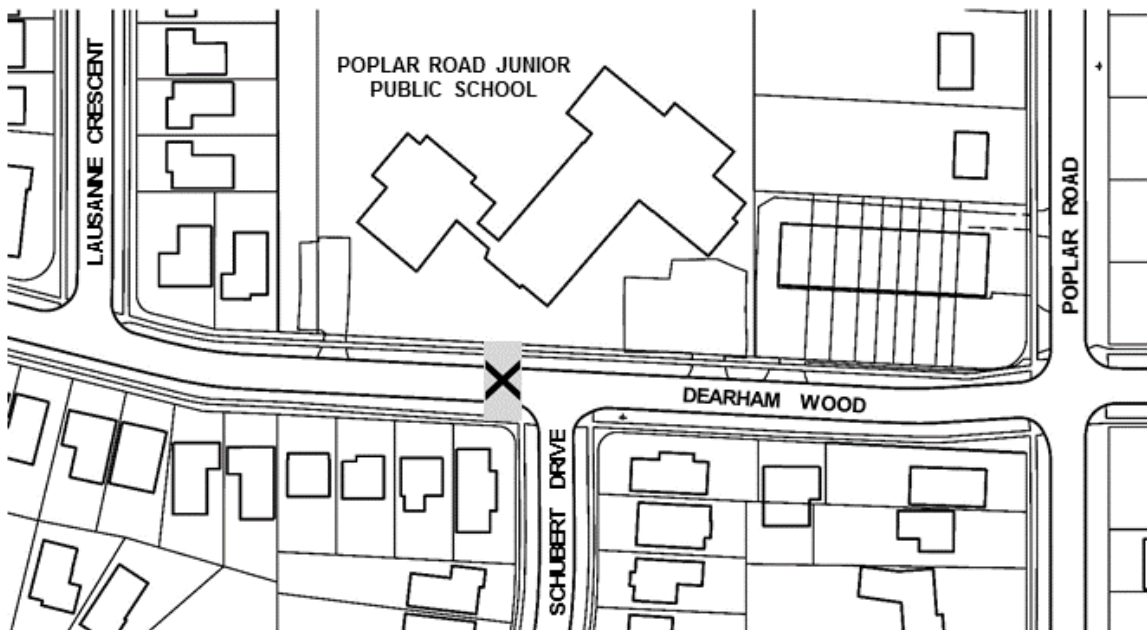 LAUSANNE CRESCENT
POPLAR ROAD JUNIOR
PUBLIC SCHOOL
POPLAR ROAD
DEARHAM WOOD
SCHUBERT DRIVE